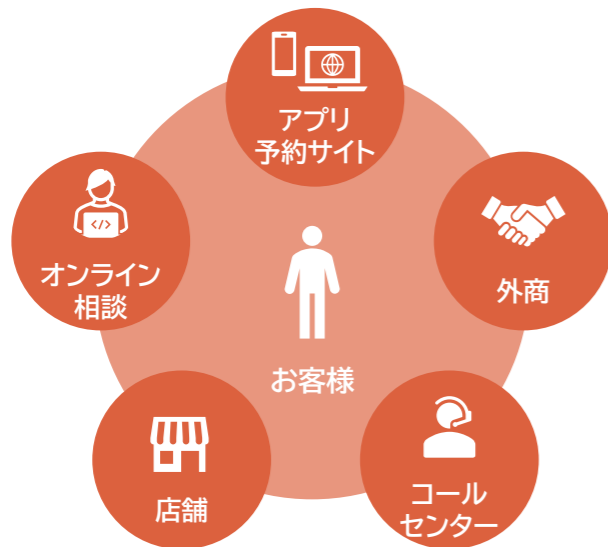 アプリ
予約サイト
オンライン
相談
外商
お客様
店舗
コール
センター